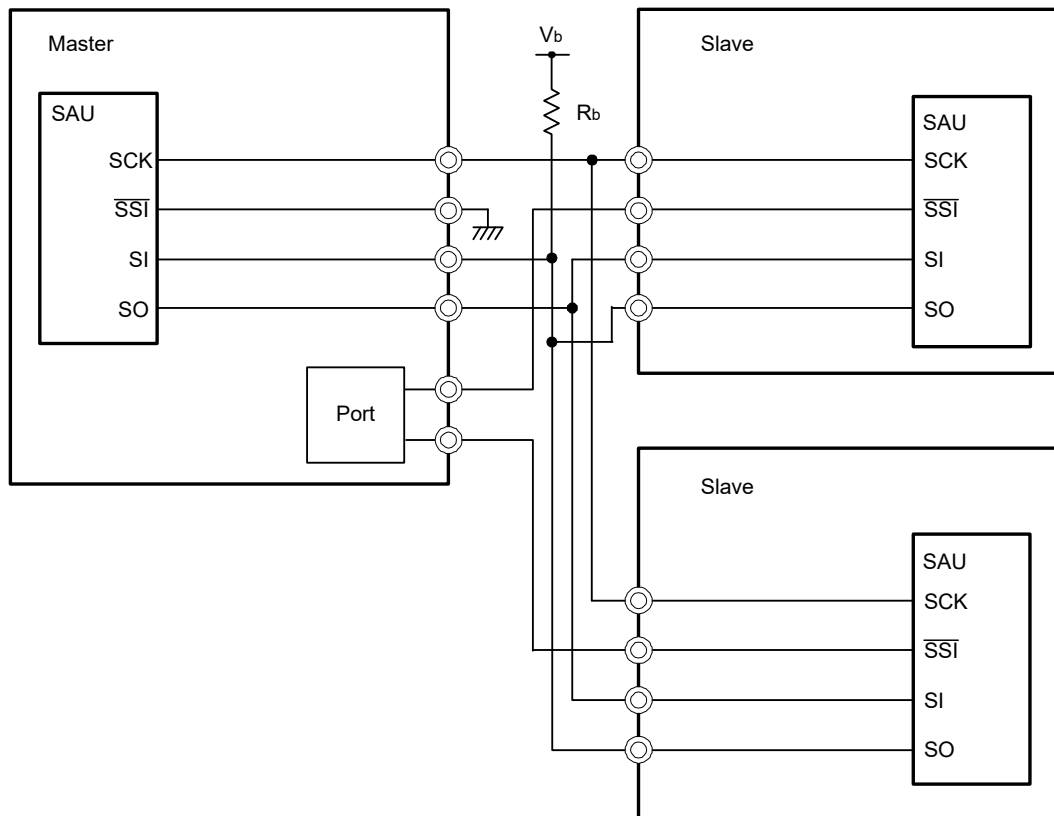 Master
SAU
SCK
SSI
SI
SO
Port
Vb
Rb
Slave
SAU
SCK
SSI
SI
SO
Slave
SAU
SCK
SSI
SI
SO